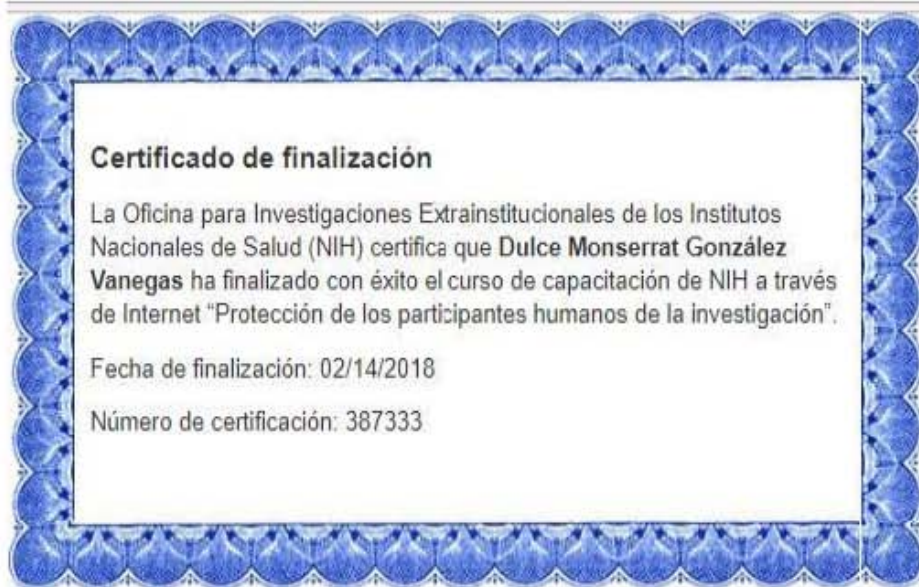 Certificado de finalización
La Oficina para Investigaciones Extrainstitucionales de los Institutos
Nacionales de Salud (NIH) certifica que Dulce Monserrat González
Vanegas ha finalizado con éxito el curso de capacitación de NIH a través
de Internet “Protección de los participantes humanos de la investigación”.
Fecha de finalización: 02/14/2018
Número de certificación: 387333